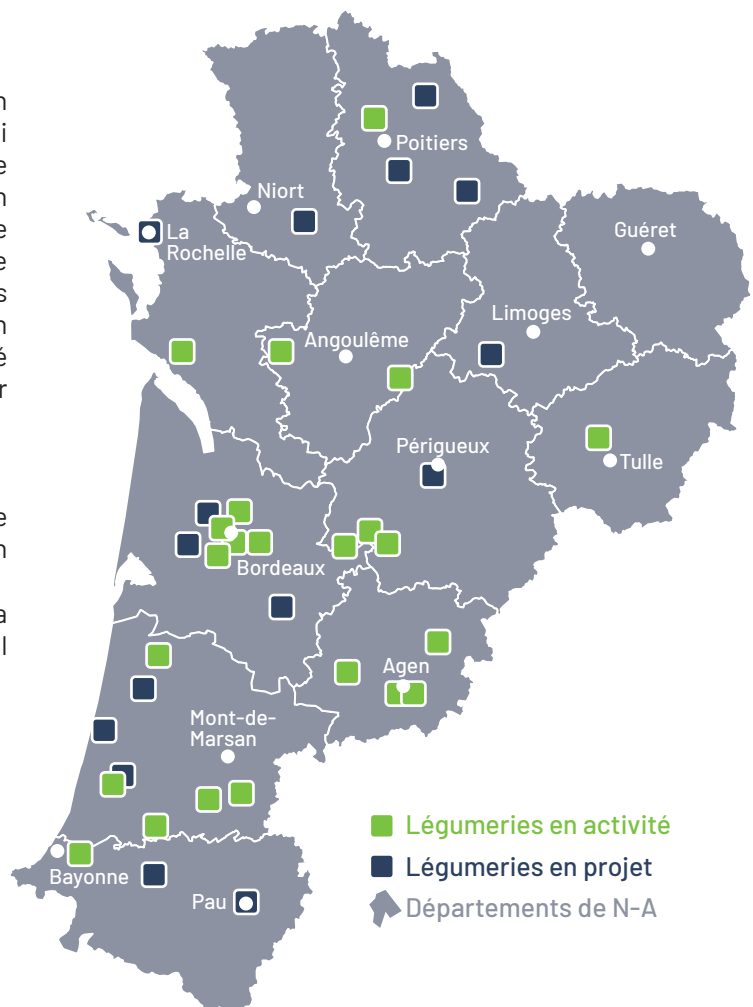 n
i
e
n
e
e
s
n
é
r
e
n
a
l
Poitiers
Niort
La
Rochelle
Guéret
Limoges
Angoulême
Périgueux
Tulle
Bordeaux
Agen
Mont-de-
Marsan
Bayonne
Pau
Légumeries en activité
Légumeries en projet
Départements de N-A